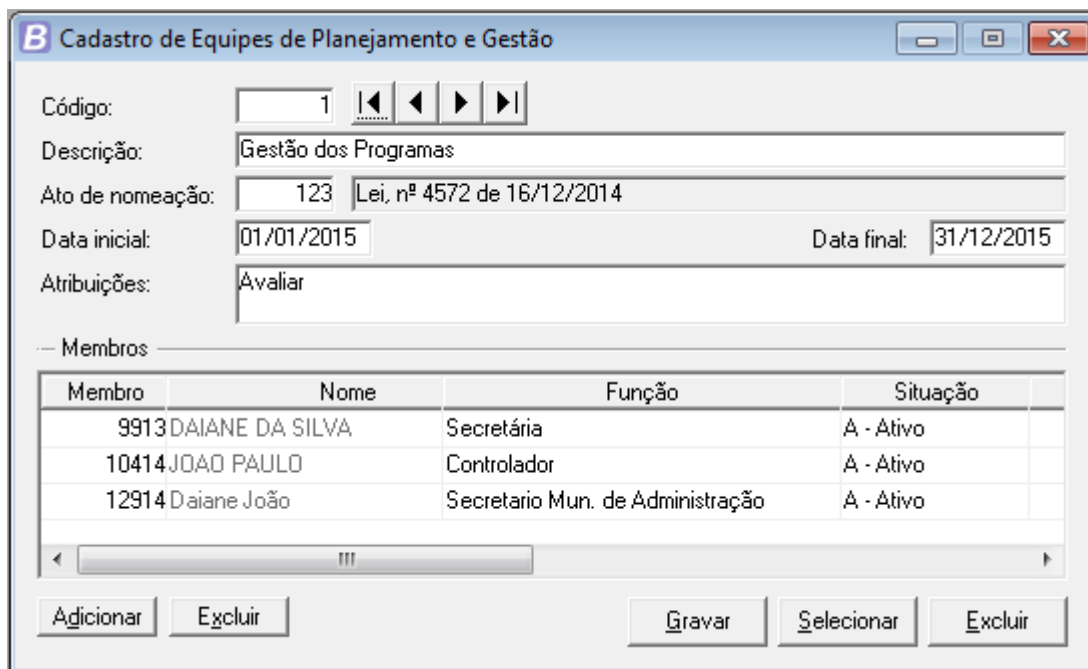 B Cadastro de Equipes de Planejamento e Gestão
Código: 1
Descrição: Gestão dos Programas
Ato de nomeação: 123 Lei, nº 4572 de 16/12/2014
Data inicial: 01/01/2015 Data final: 31/12/2015
Atribuições: Avaliar
Membros
Membro Nome Função Situação
9913 DAIANE DA SILVA Secretária A - Ativo
10414 JOAO PAULO Controlador A - Ativo
12914 Daiane João Secretario Mun. de Administração A - Ativo
Adicionar Excluir Gravar Selecionar Excluir